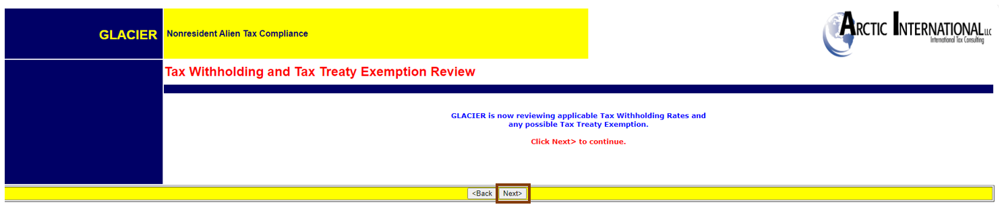 GLACIER
Nonresident Alien Tax Compliance
ARCTIC INTERNATIONAL LLC
International Tax Consulting
Tax Withholding and Tax Treaty Exemption Review
GLACIER is now reviewing applicable Tax Withholding Rates and
any possible Tax Treaty Exemption.
Click Next> to continue.
<Back
Next>